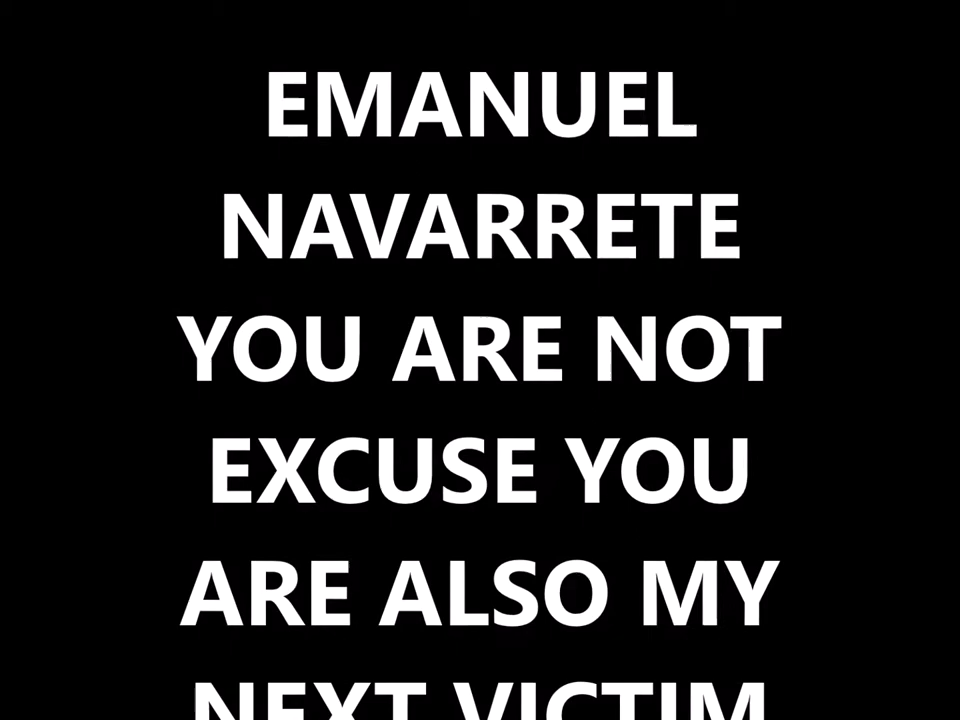 EMANUEL
NAVARRETE
YOU ARE NOT
EXCUSE YOU
ARE ALSO MY
NEXT VICTIM